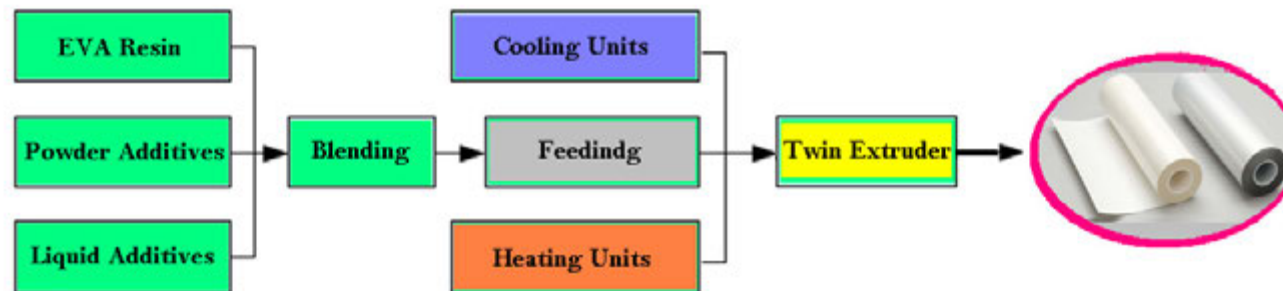 EVA Resin
Powder Additives
Liquid Additives
Blending
Cooling Units
Feedindg
Heating Units
Twin Extruder